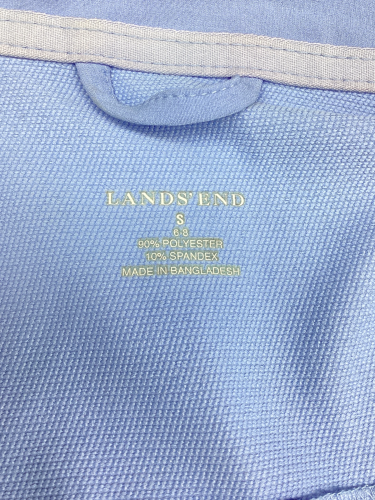 LANDS' END
S
6-8
90% POLYESTER
10% SPANDEX
MADE IN BANGLADESH